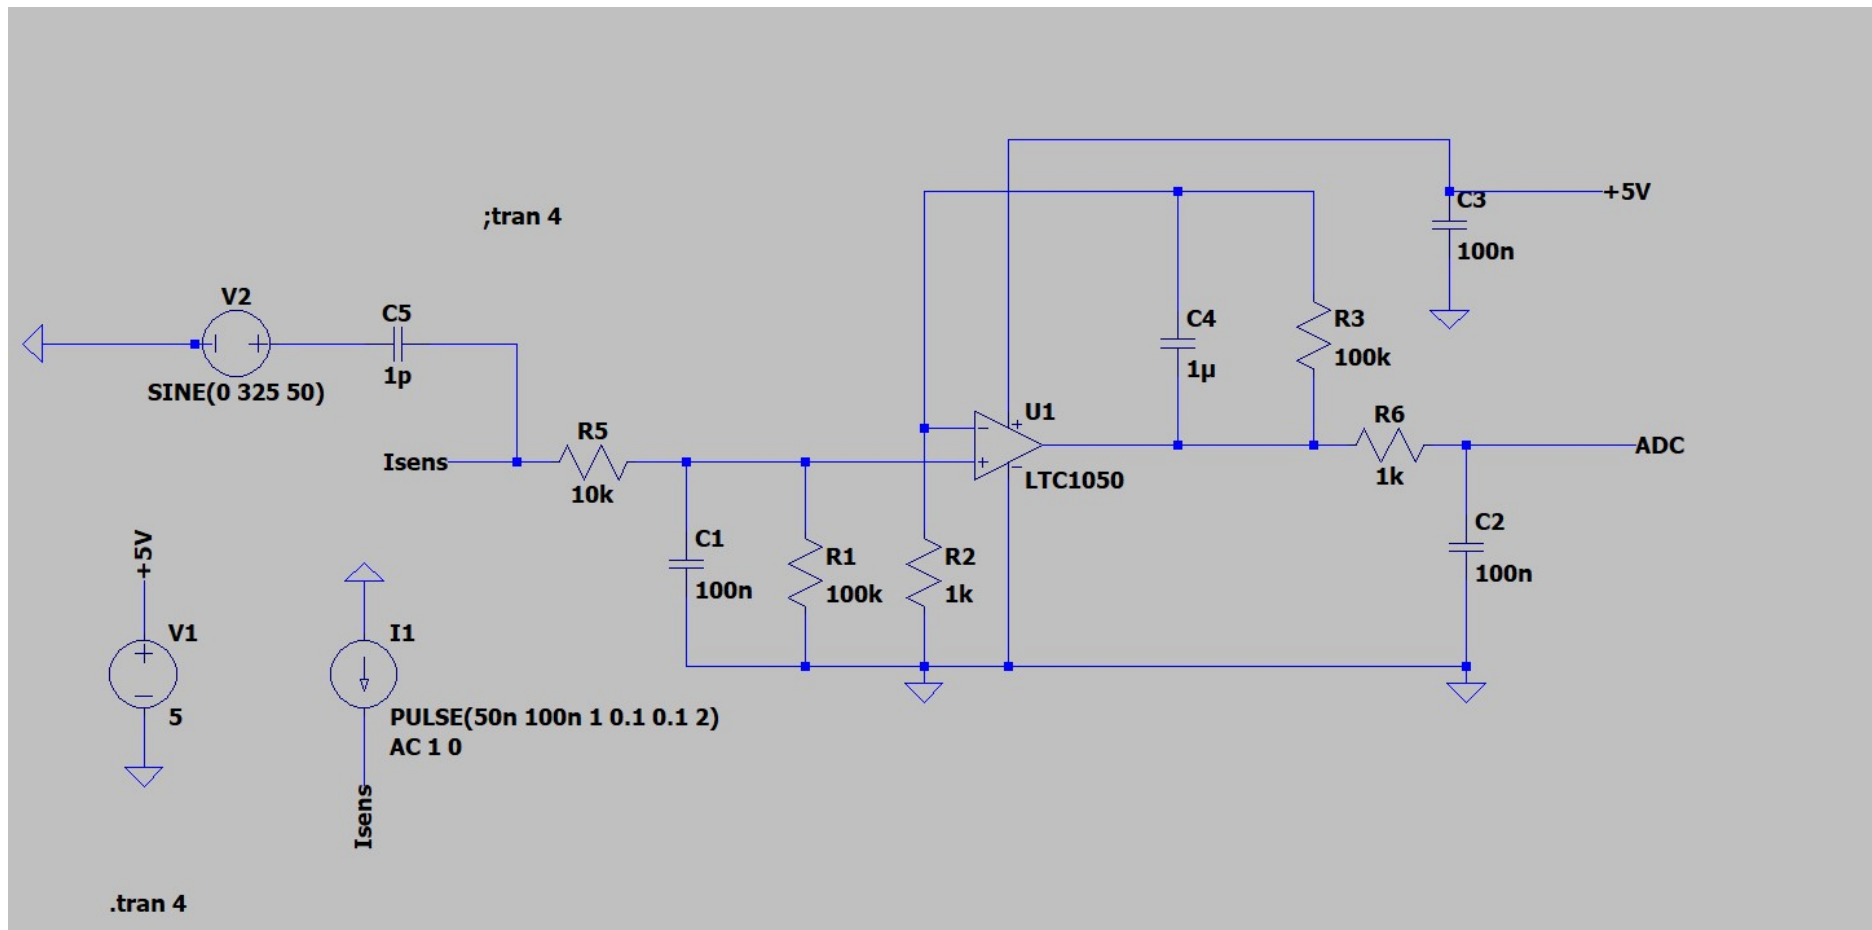 ;tran 4
+5V
C3
100n
V2
C5
1p
SINE(0 325 50)
C4
1µ
R3
100k
U1
R6
1k
ADC
R5
Isens
10k
LTC1050
+5V
C1
100n
R1
100k
R2
1k
C2
100n
V1
5
I1
PULSE(50n 100n 1 0.1 0.1 2)
AC 1 0
Isens
.tran 4